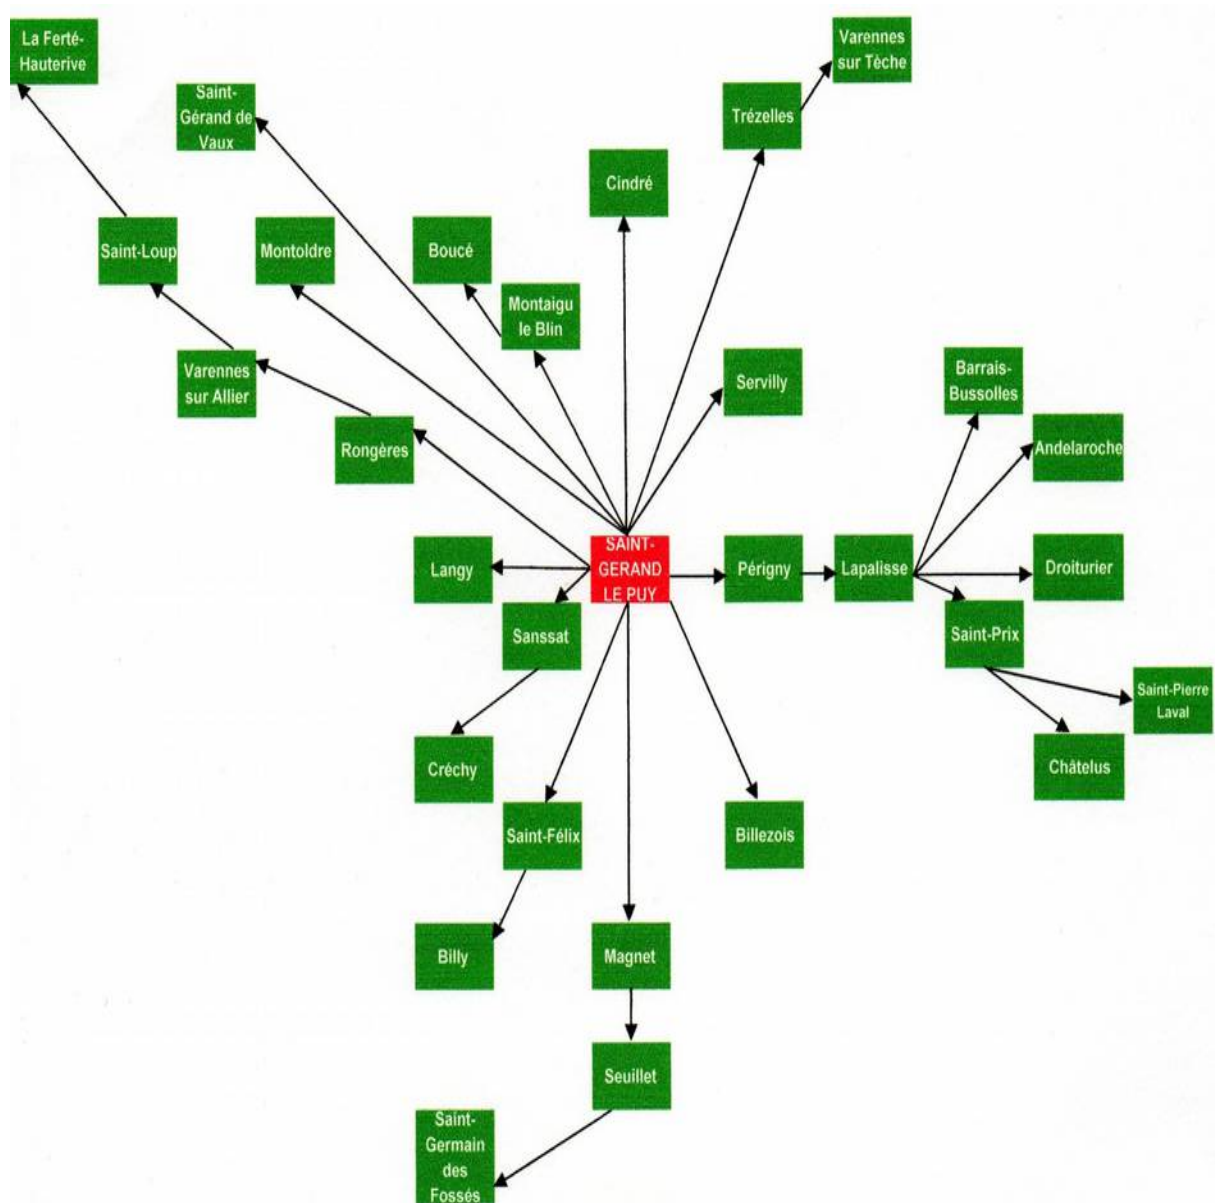 La Ferté-
Hauterive
Varennes
sur Tèche
Saint-
Gérand de
Vaux
Trézelles
Cindré
Saint-Loup
Montoldre
Boucé
Montaigu
le Blin
Varennes
sur Allier
Servilly
Barrais-
Bussolles
Rongères
Andelaroche
Langy
SAINT-
GERAND
LE PUY
Périgny
Lapalisse
Droiturier
Sanssat
Saint-Prix
Saint-Pierre
Laval
Créchy
Châtelus
Saint-Félix
Billezois
Billy
Magnet
Seuillet
Saint-
Germain
des
Fossés